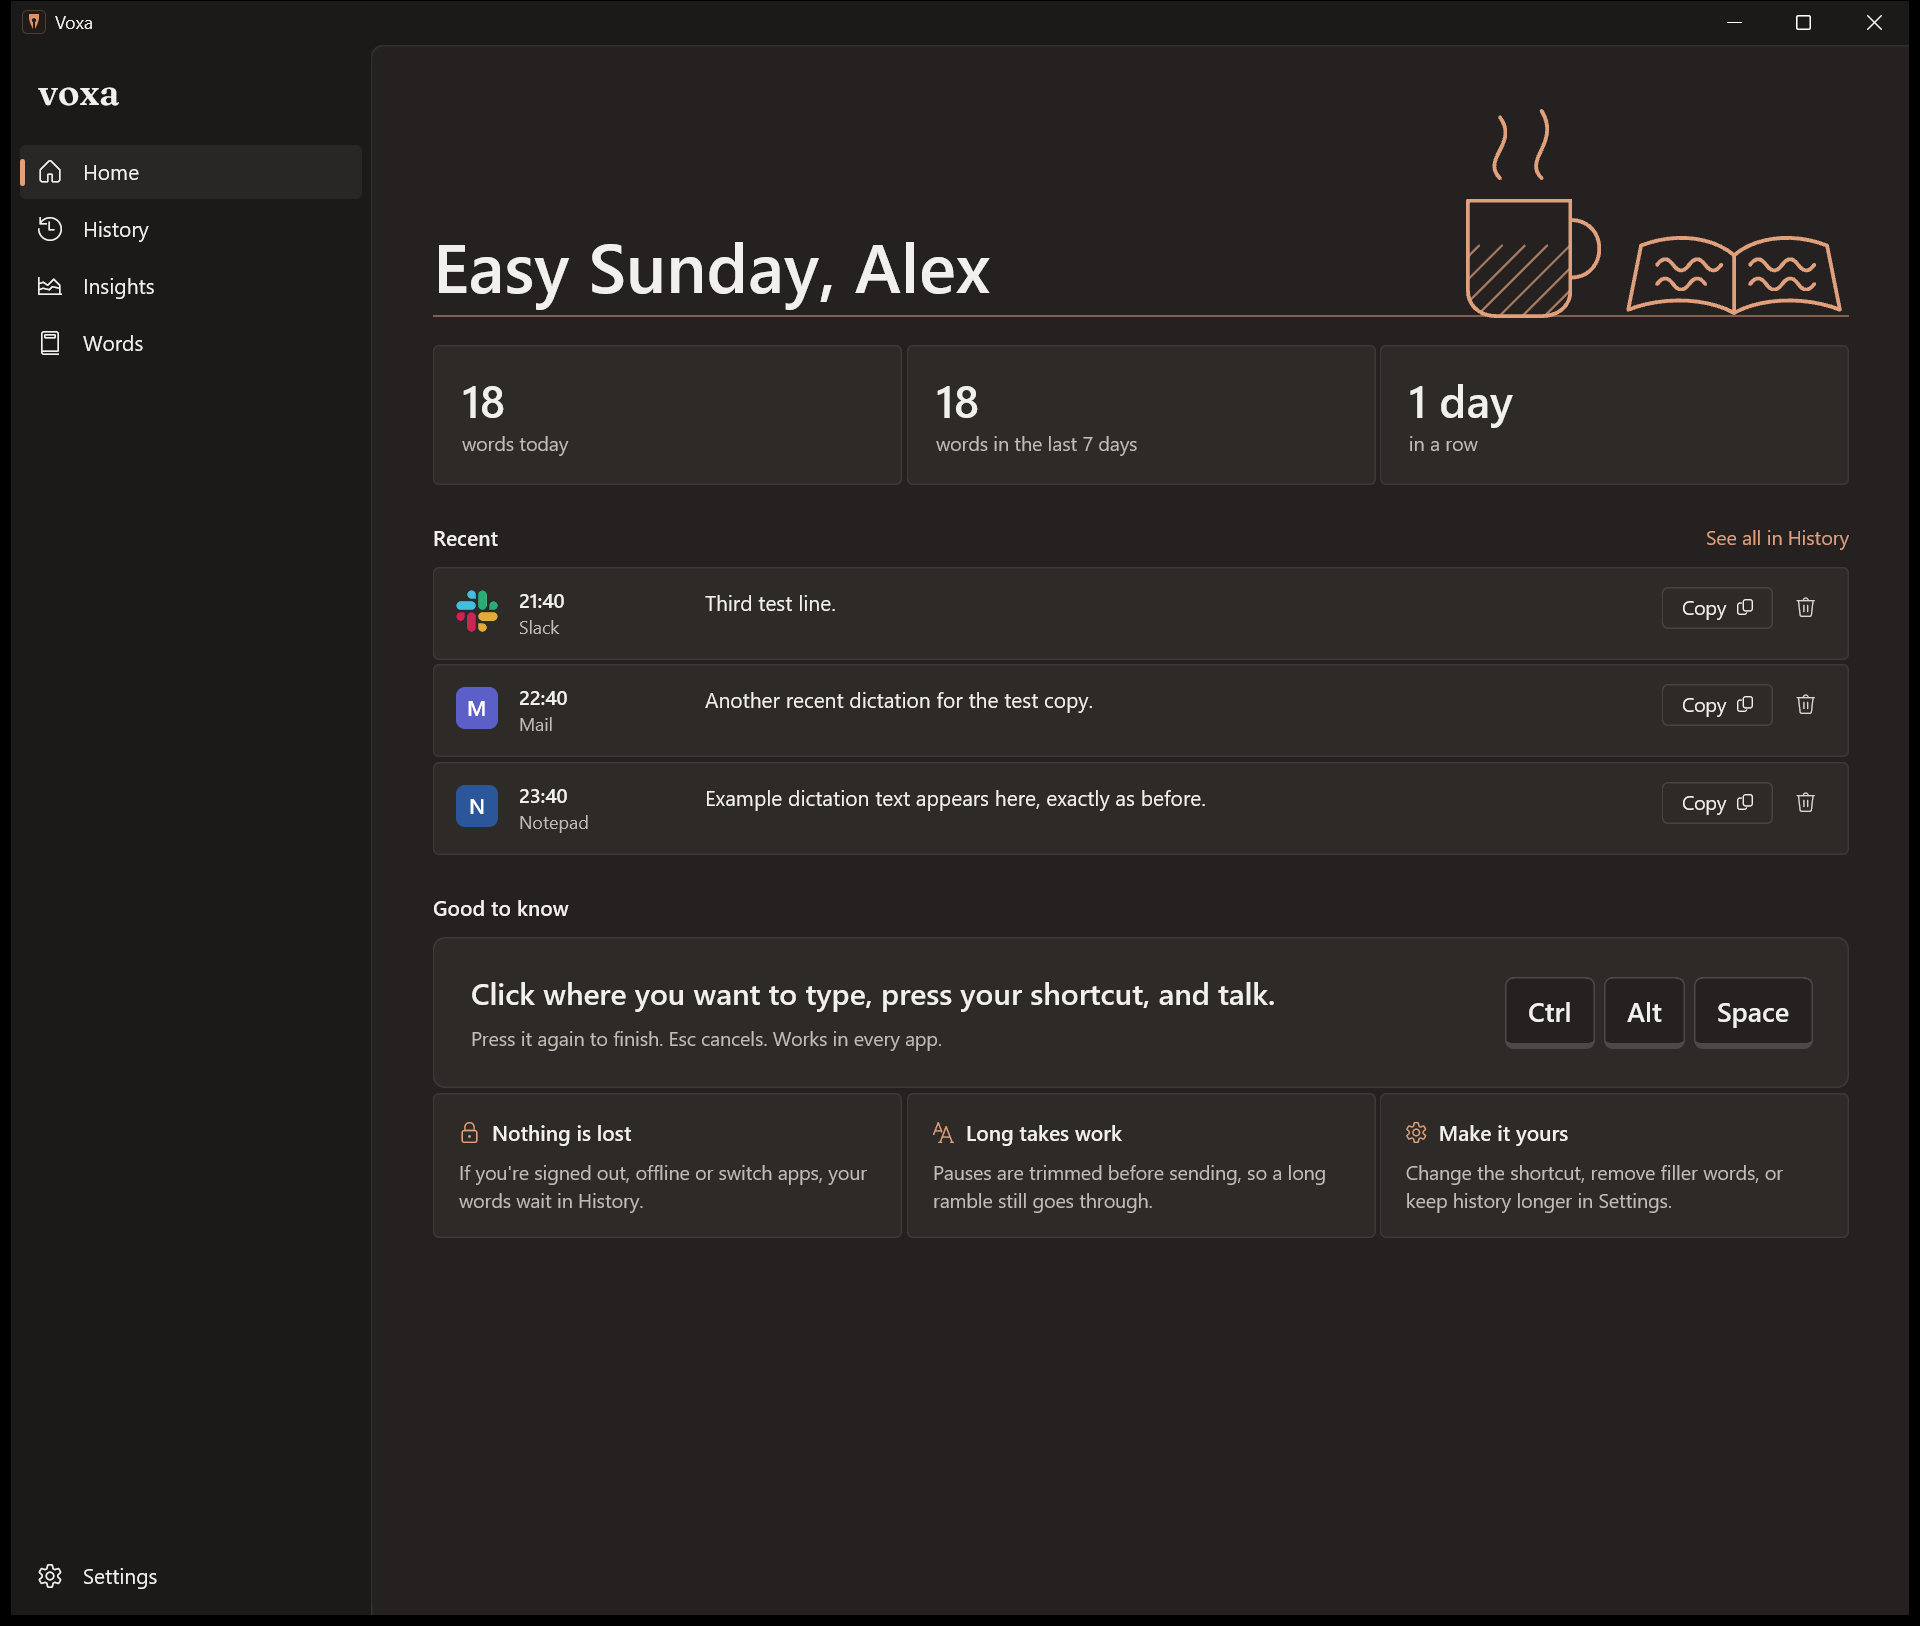 Voxa
voxa
Home
History
Insights
Words
Settings
Easy Sunday, Alex
18
words today
18
words in the last 7 days
1 day
in a row
Recent
See all in History
21:40
Slack
Third test line.
Copy
M
22:40
Mail
Another recent dictation for the test copy.
Copy
N
23:40
Notepad
Example dictation text appears here, exactly as before.
Copy
Good to know
Click where you want to type, press your shortcut, and talk.
Press it again to finish. Esc cancels. Works in every app.
Ctrl
Alt
Space
Nothing is lost
If you're signed out, offline or switch apps, your
words wait in History.
Long takes work
Pauses are trimmed before sending, so a long
ramble still goes through.
Make it yours
Change the shortcut, remove filler words, or
keep history longer in Settings.